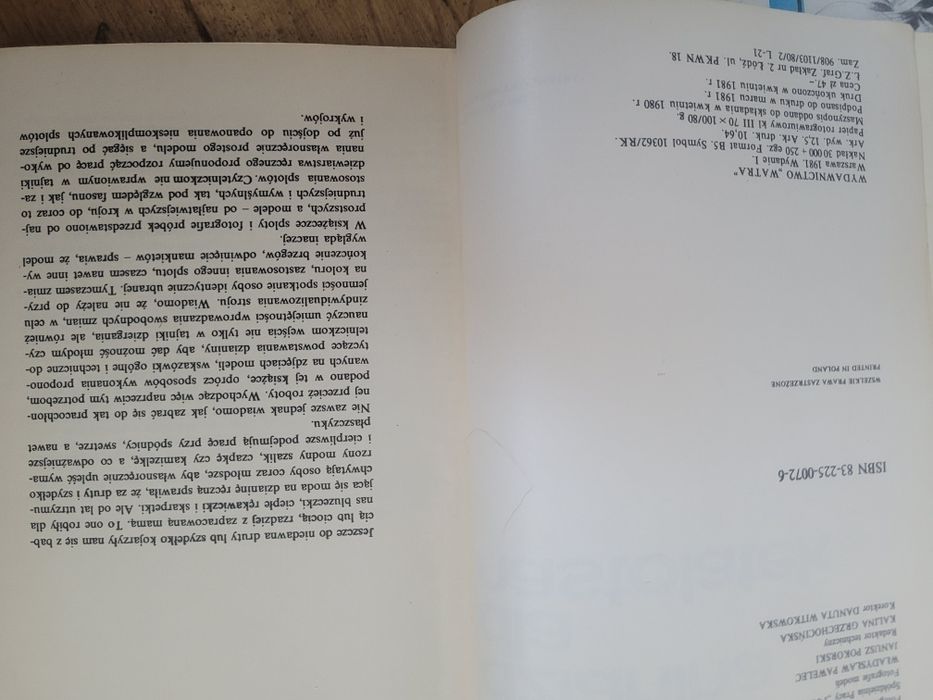 Pracy
Fotografie modeli
WŁADYSŁAW PAWELEC
JANUSZ POKORSKI
Redaktor techniczny
KALINA GRZECHOCIŃSKA
Korektor DANUTA WITKOWSKA
ISBN 83-225-0072-6
WSZELKIE PRAWA ZASTRZEŻONE
PRINTED IN POLAND
WYDAWNICTWO „WATRA"
Warszawa 1981. Wydanie I.
Nakład 30 000 + 250 egz. Format B5. Symbol 10362/RK.
Ark. wyd. 12,5. Ark. druk. 10,64.
Papier rotograwiurowy kl III 70 × 100/80 g.
Maszynopis oddano do składania w kwietniu 1980 r.
Podpisano do druku w marcu 1981 r.
Druk ukończono w kwietniu 1981 r.
Cena zł 47.–
Ł.Z.Graf. Zakład nr 2. Łódź, ul. PKWN 18.
Zam. 908/1103/80/2 L-21
Jeszcze do niedawna druty lub szydełko kojarzyły nam się z bab-
cią lub ciocią, rzadziej z zapracowaną mamą. To one robiły dla
nas bluzeczki, ciepłe rękawiczki i skarpetki. Ale od lat utrzymu-
jąca się moda na dzianinę ręczną sprawiła, że za druty i szydełko
chwytają osoby coraz młodsze, aby własnoręcznie upleść wyma-
rzony modny szalik, czapkę czy kamizelkę, a co odważniejsze
i cierpliwsze podejmują pracę przy spódnicy, swetrze, a nawet
płaszczyku.
Nie zawsze jednak wiadomo, jak zabrać się do tak pracochłon-
nej przecież roboty. Wychodząc więc naprzeciw tym potrzebom,
podano w tej książce, oprócz sposobów wykonania propono-
wanych na zdjęciach modeli, wskazówki ogólne i techniczne do-
tyczące powstawania dzianiny, aby dać możność młodym czy-
telniczkom wejścia nie tylko w tajniki dziergania, ale również
nauczyć umiejętności wprowadzania swobodnych zmian, w celu
zindywidualizowania stroju. Wiadomo, że nie należy do przy-
jemności spotkanie osoby identycznie ubranej. Tymczasem zmia-
na koloru, zastosowania innego splotu, czasem nawet inne wy-
kończenie brzegów, odwinięcie mankietów – sprawia, że model
wygląda inaczej.
W książeczce sploty i fotografie próbek przedstawiono od naj-
prostszych, a modele – od najłatwiejszych w kroju, do coraz to
trudniejszych i wymyślnych, tak pod względem fasonu, jak i za-
stosowania splotów. Czytelniczkom nie wprawionym w tajniki
dziewiarstwa ręcznego proponujemy rozpocząć pracę od wyko-
nania własnoręcznie prostego modelu, a sięgać po trudniejsze
już po dojściu do opanowania nieskomplikowanych splotów
i wykrojów.